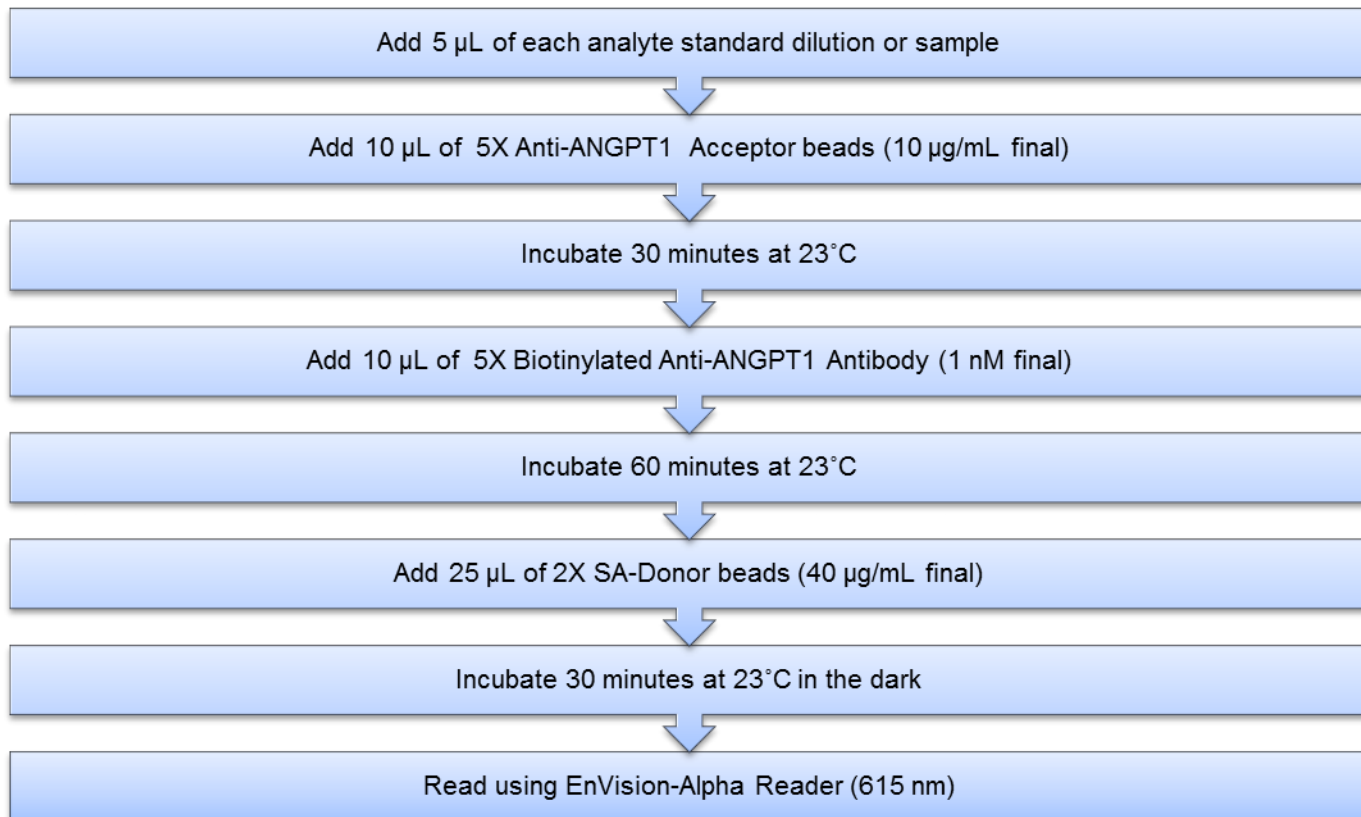 Add 5 µL of each analyte standard dilution or sample
Add 10 µL of 5X Anti-ANGPT1 Acceptor beads (10 µg/mL final)
Incubate 30 minutes at 23˚C
Add 10 µL of 5X Biotinylated Anti-ANGPT1 Antibody (1 nM final)
Incubate 60 minutes at 23˚C
Add 25 µL of 2X SA-Donor beads (40 µg/mL final)
Incubate 30 minutes at 23˚C in the dark
Read using EnVision-Alpha Reader (615 nm)